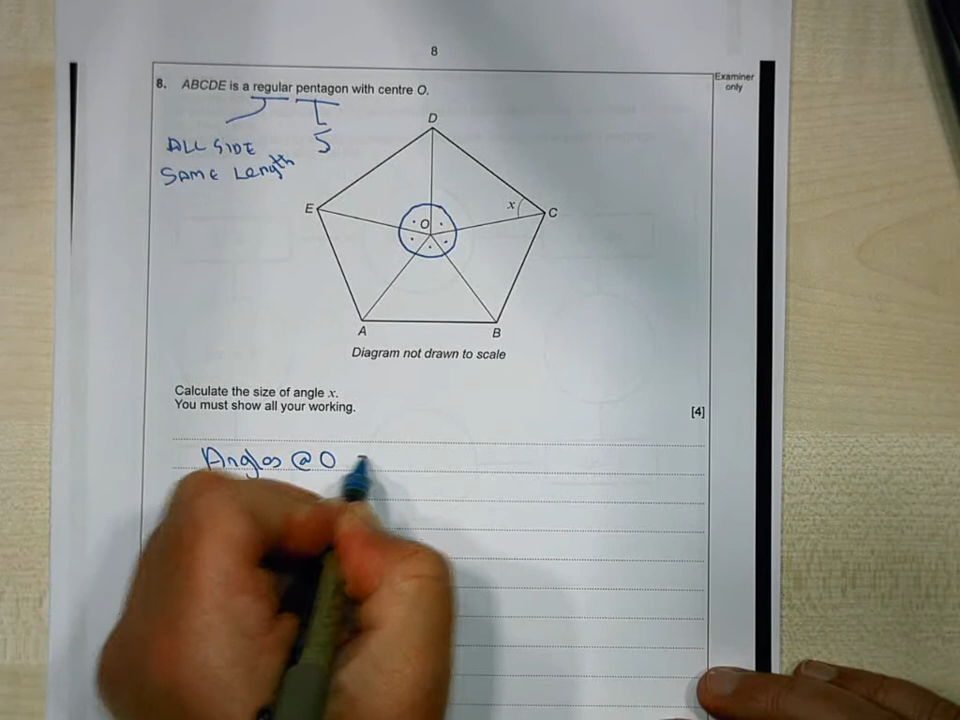 8
Examiner
only
8. ABCDE is a regular pentagon with centre O.
ALL SIDE
SAME Length
5
D
E
O
x
C
A
B
Diagram not drawn to scale
Calculate the size of angle x.
You must show all your working.
[4]
Angles @ O